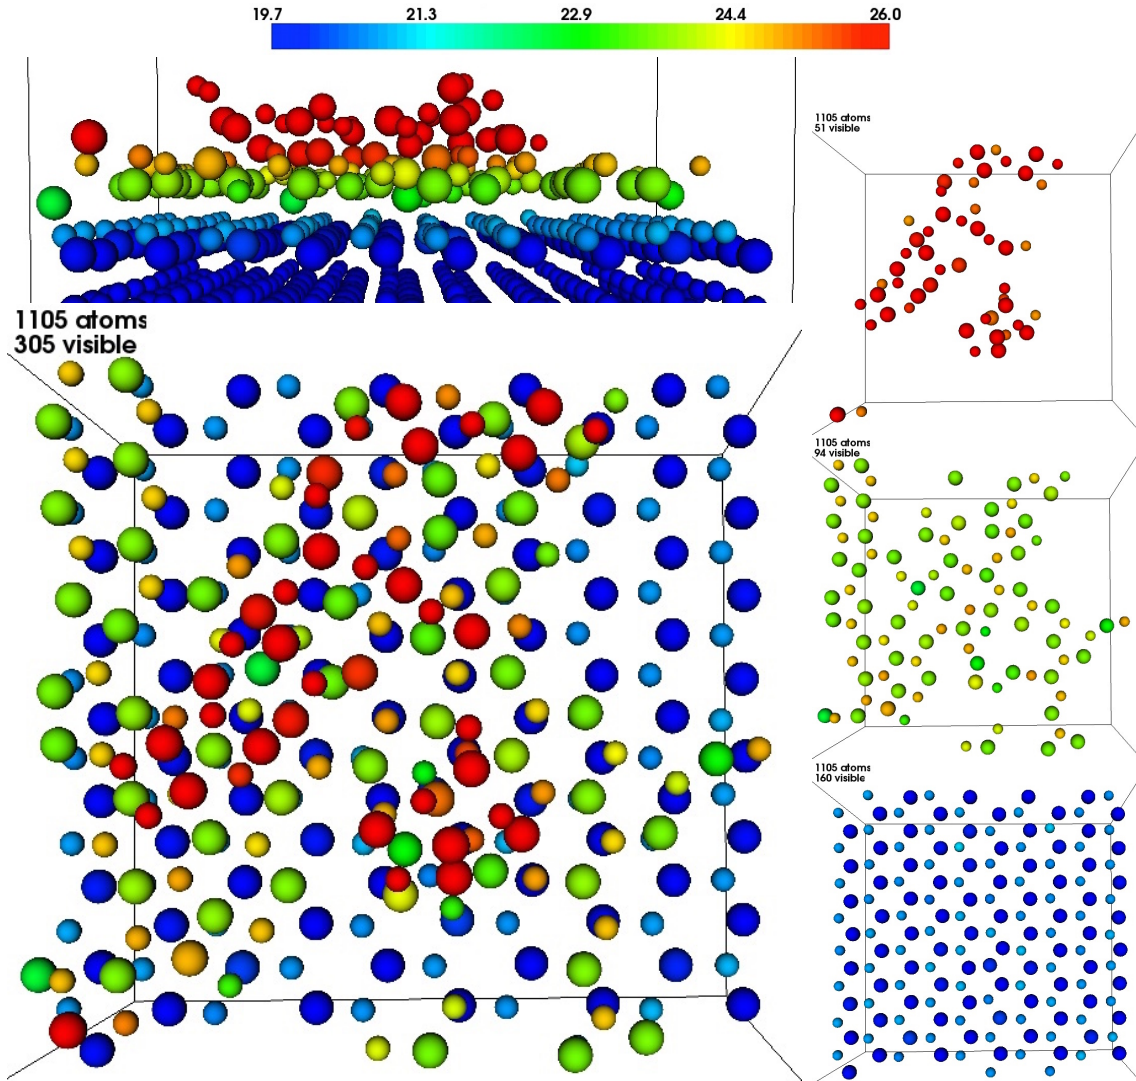 19.7 21.3 22.9 24.4 26.0
1105 atoms
51 visible
1105 atoms
305 visible
1105 atoms
94 visible
1105 atoms
160 visible